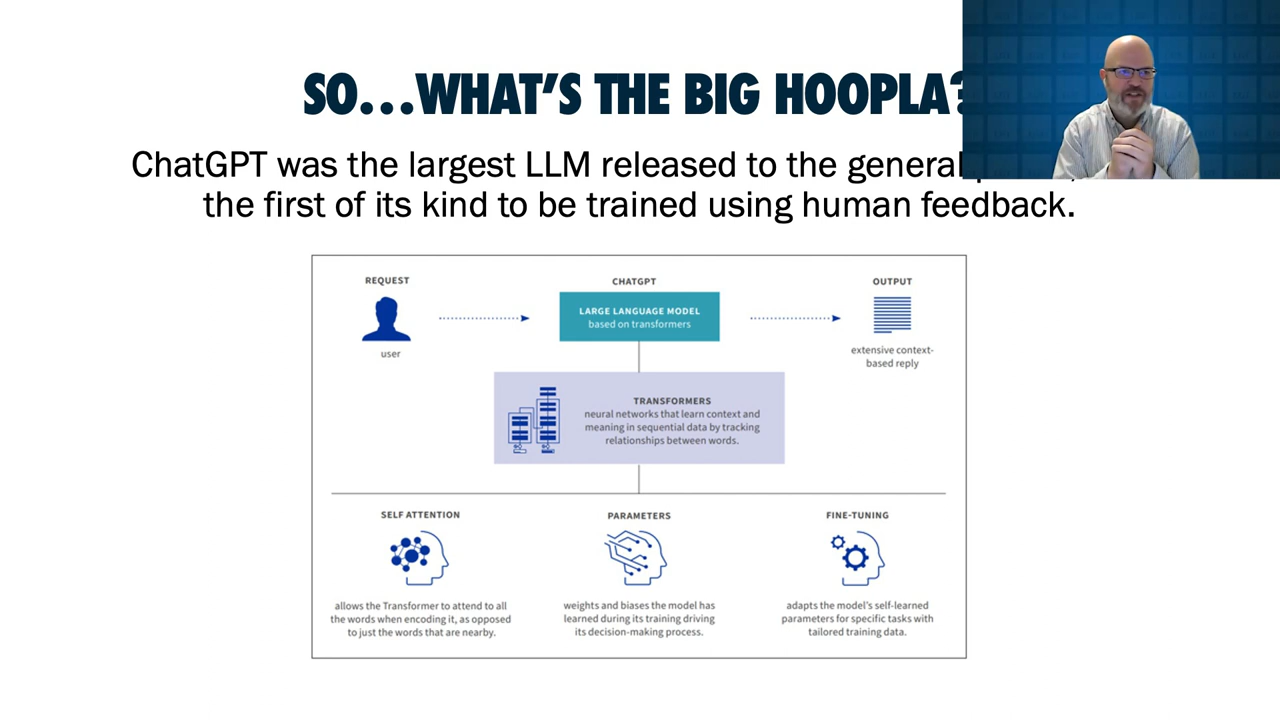 SO...WHAT'S THE BIG HOOPLA?
ChatGPT was the largest LLM released to the general
the first of its kind to be trained using human feedback.
REQUEST
CHATGPT
OUTPUT
LARGE LANGUAGE MODEL
based on transformers
user
extensive context-
based reply
TRANSFORMERS
neural networks that learn context and
meaning in sequential data by tracking
relationships between words.
SELF ATTENTION
PARAMETERS
FINE-TUNING
allows the Transformer to attend to all
the words when encoding it, as opposed
to just the words that are nearby.
weights and biases the model has
learned during its training driving
its decision-making process.
adapts the model's self-learned
parameters for specific tasks with
tailored training data.